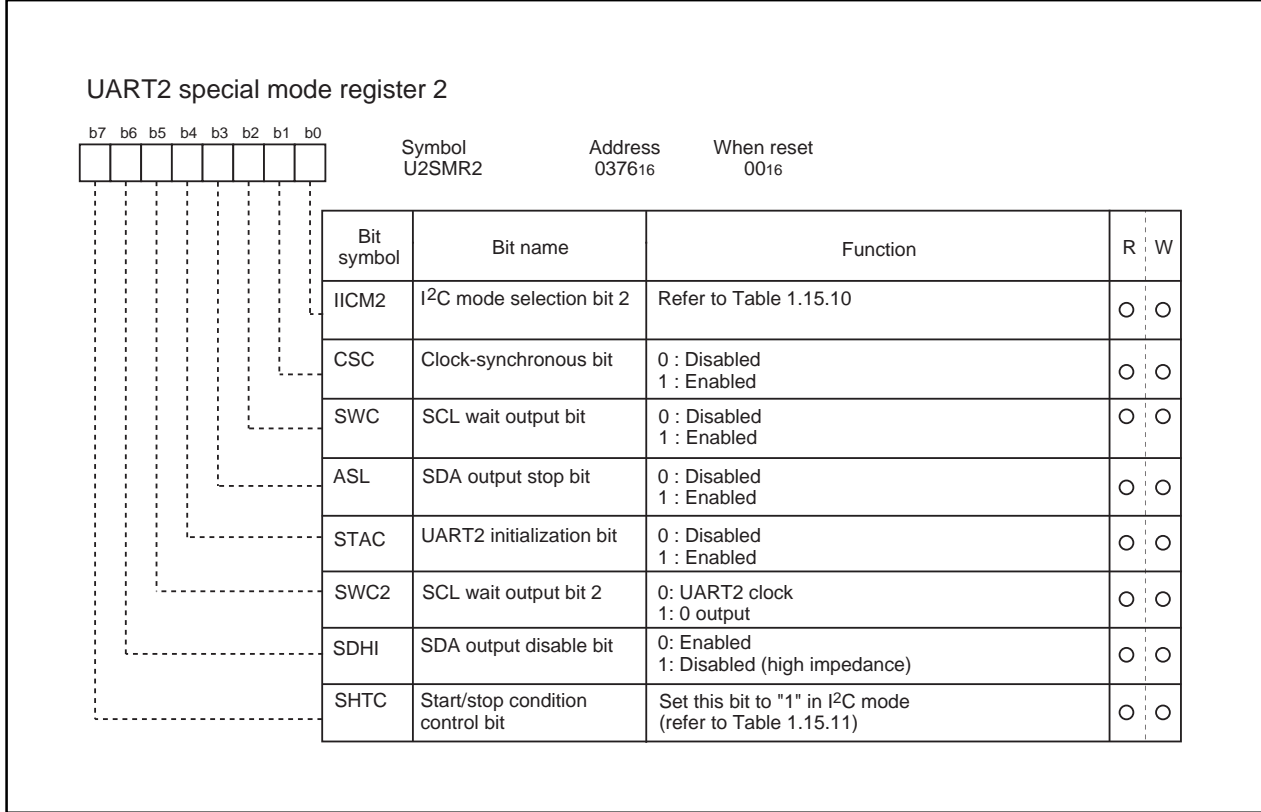 UART2 special mode register 2
b7 b6 b5 b4 b3 b2 b1 b0
Symbol Address When reset
U2SMR2 037616 0016
Bit symbol Bit name Function R W
IICM2 I2C mode selection bit 2 Refer to Table 1.15.10
CSC Clock-synchronous bit 0 : Disabled
1 : Enabled
SWC SCL wait output bit 0 : Disabled
1 : Enabled
ASL SDA output stop bit 0 : Disabled
1 : Enabled
STAC UART2 initialization bit 0 : Disabled
1 : Enabled
SWC2 SCL wait output bit 2 0: UART2 clock
1: 0 output
SDHI SDA output disable bit 0: Enabled
1: Disabled (high impedance)
SHTC Start/stop condition Set this bit to "1" in I2C mode
control bit (refer to Table 1.15.11)